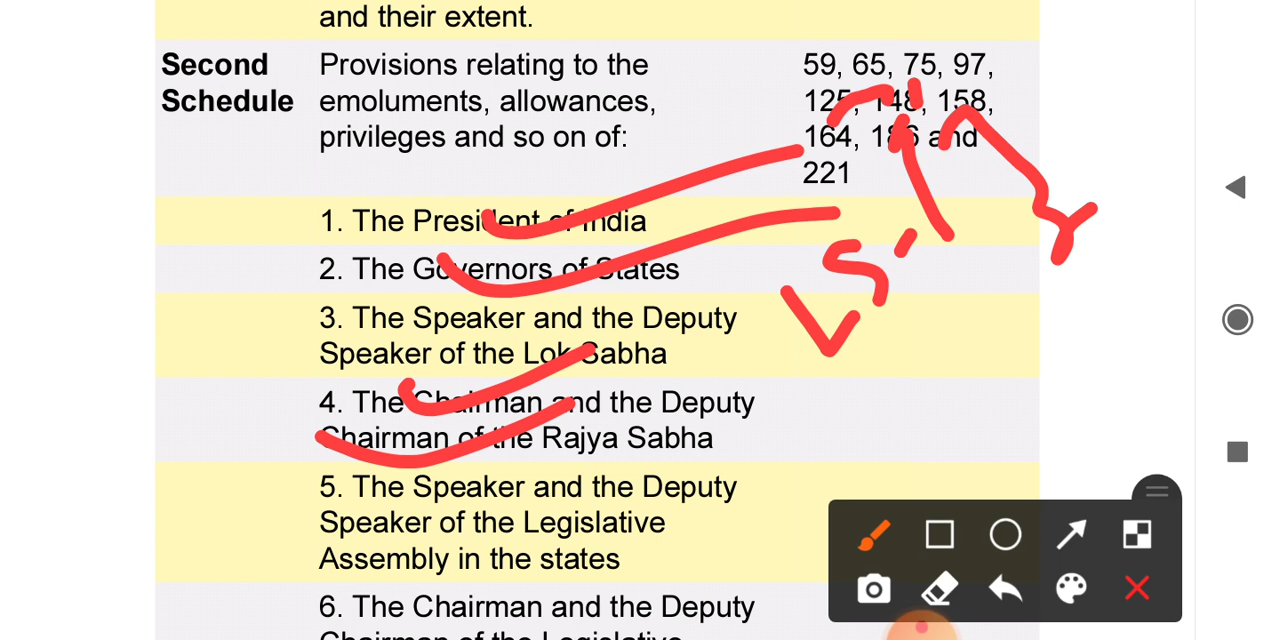 and their extent.
Second Provisions relating to the 59, 65, 75, 97,
Schedule emoluments, allowances, 125, 148, 158,
privileges and so on of: 164, 186 and
221
1. The President of India
2. The Governors of States
3. The Speaker and the Deputy
Speaker of the Lok Sabha
4. The Chairman and the Deputy
Chairman of the Rajya Sabha
5. The Speaker and the Deputy
Speaker of the Legislative
Assembly in the states
6. The Chairman and the Deputy
Chairman of the Legislative